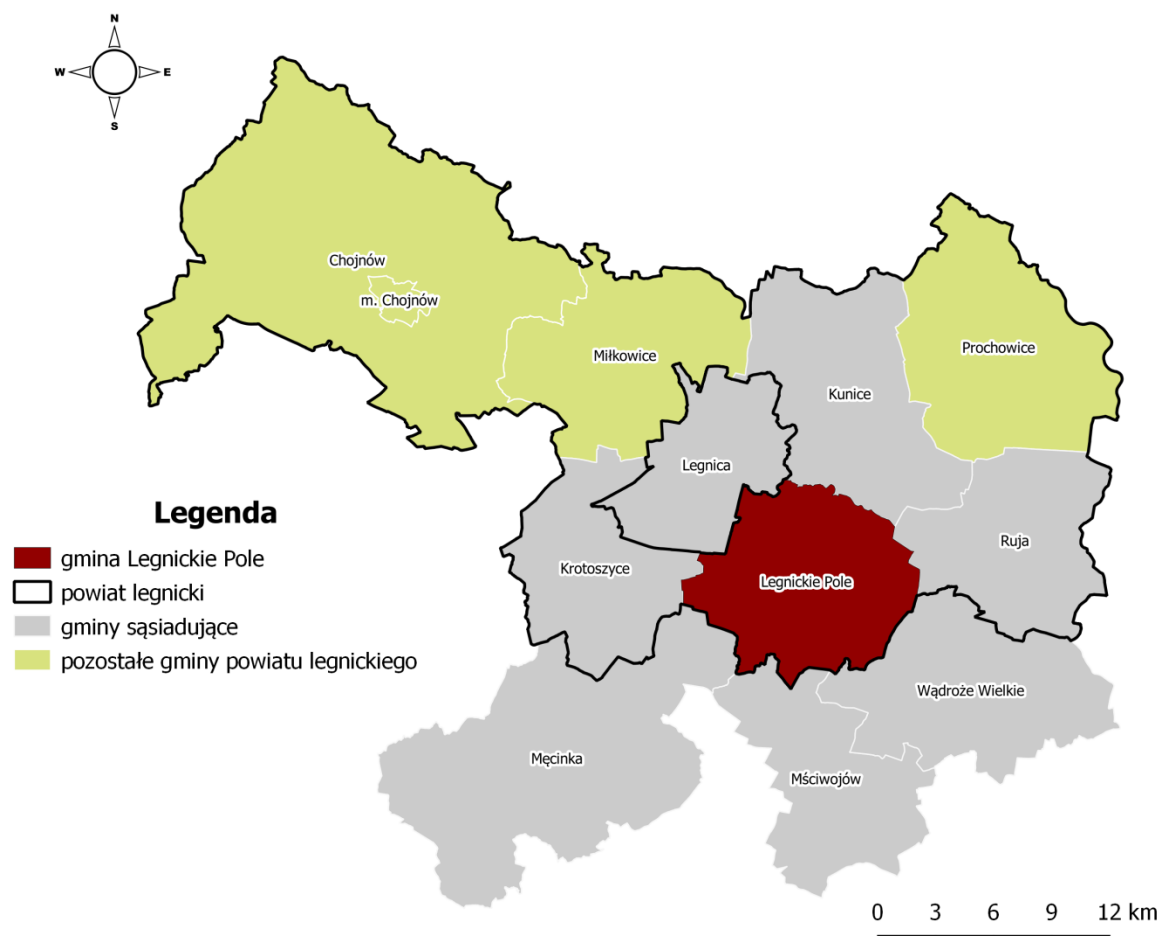 N
W E
S
Chojnów
m. Chojnów
Miłkowice
Prochowice
Kunice
Legnica
Legenda
gmina Legnickie Pole
powiat legnicki
gminy sąsiadujące
pozostałe gminy powiatu legnickiego
Ruja
Krotoszyce
Legnickie Pole
Wądroże Wielkie
Męcinka
Mściwojów
0 3 6 9 12 km